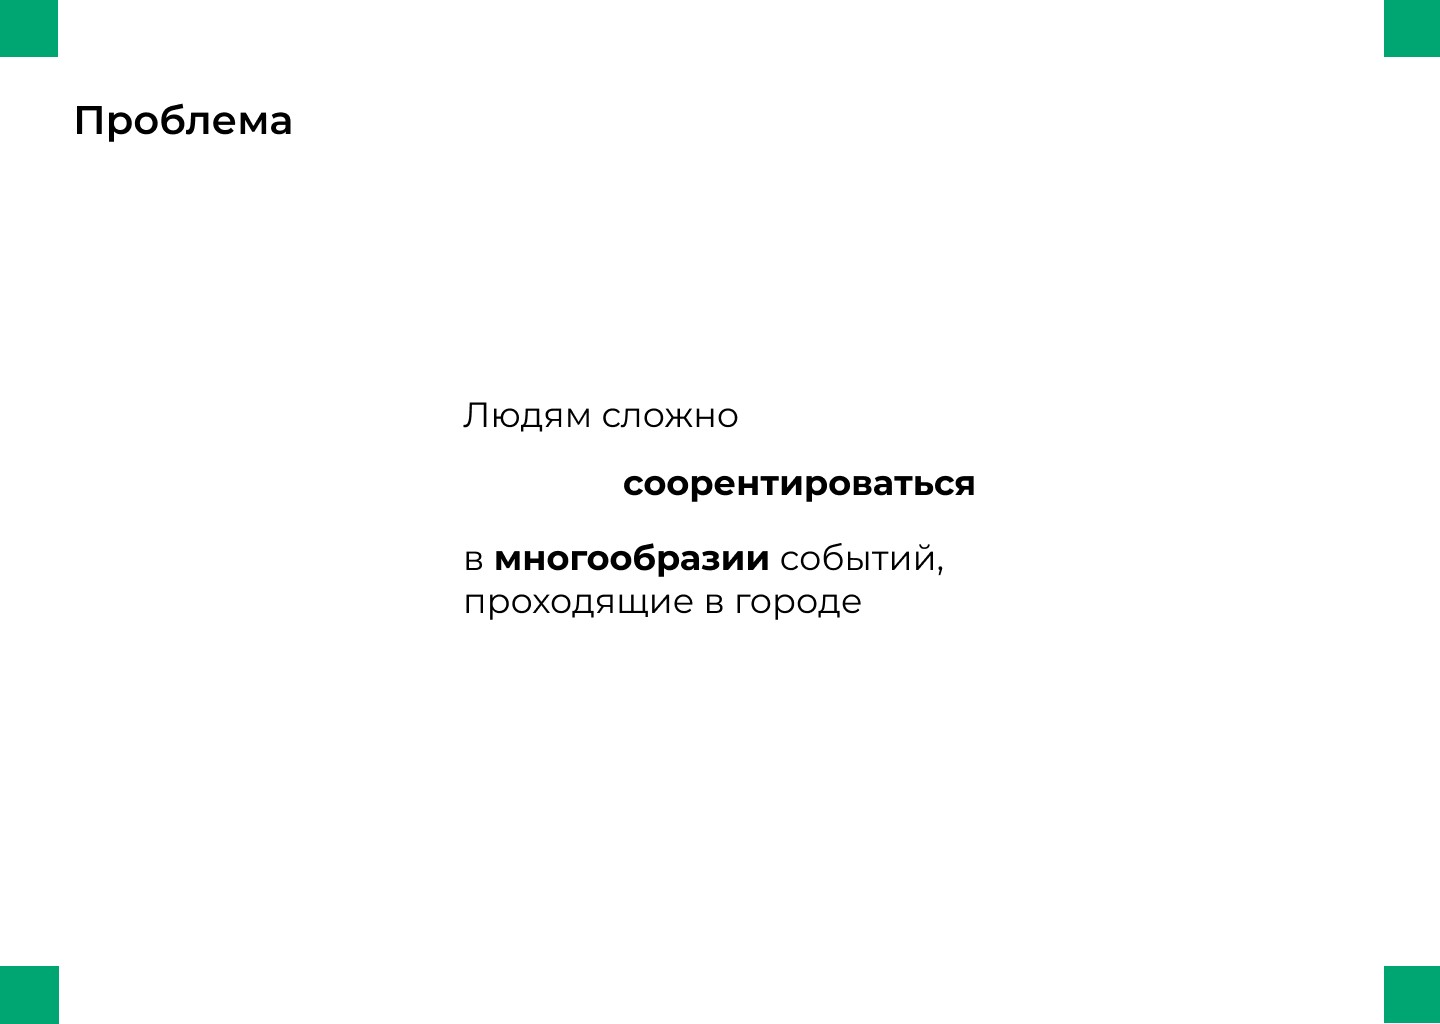 Проблема
Людям сложно
соорентироваться
в многообразии событий,
проходящие в городе